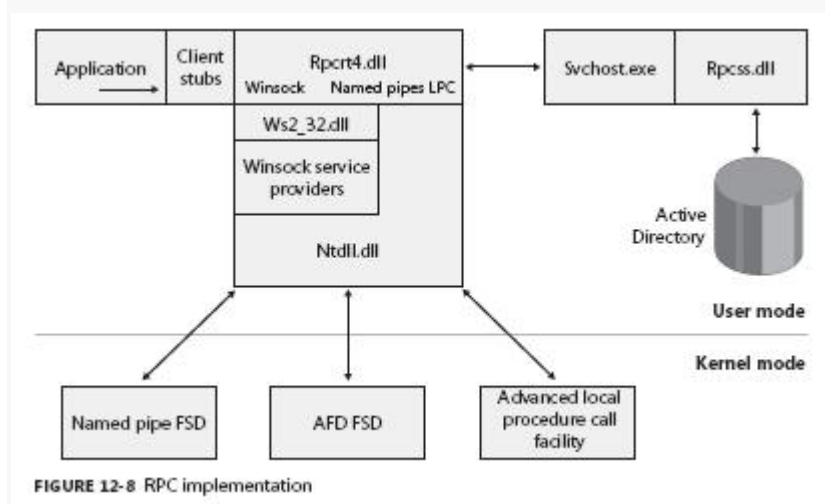 Application
Client
stubs
Rpcrt4.dll
Winsock Named pipes LPC
Svchost.exe
Rpcss.dll
Ws2_32.dll
Winsock service
providers
Ntdll.dll
Active
Directory
User mode
Kernel mode
Named pipe FSD
AFD FSD
Advanced local
procedure call
facility
FIGURE 12-8 RPC implementation